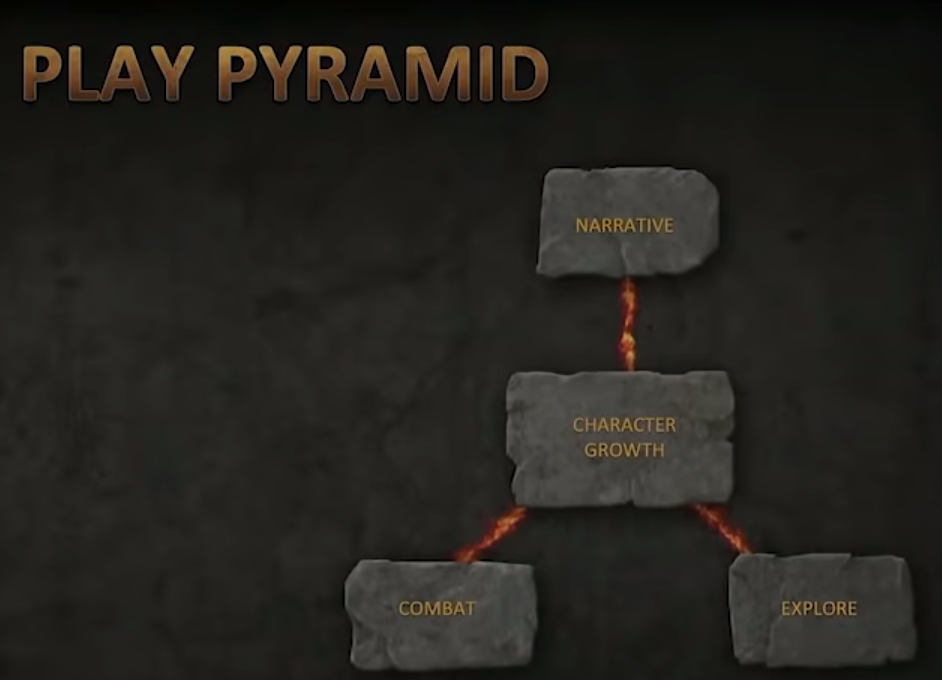 PLAY PYRAMID
NARRATIVE
CHARACTER
GROWTH
COMBAT
EXPLORE